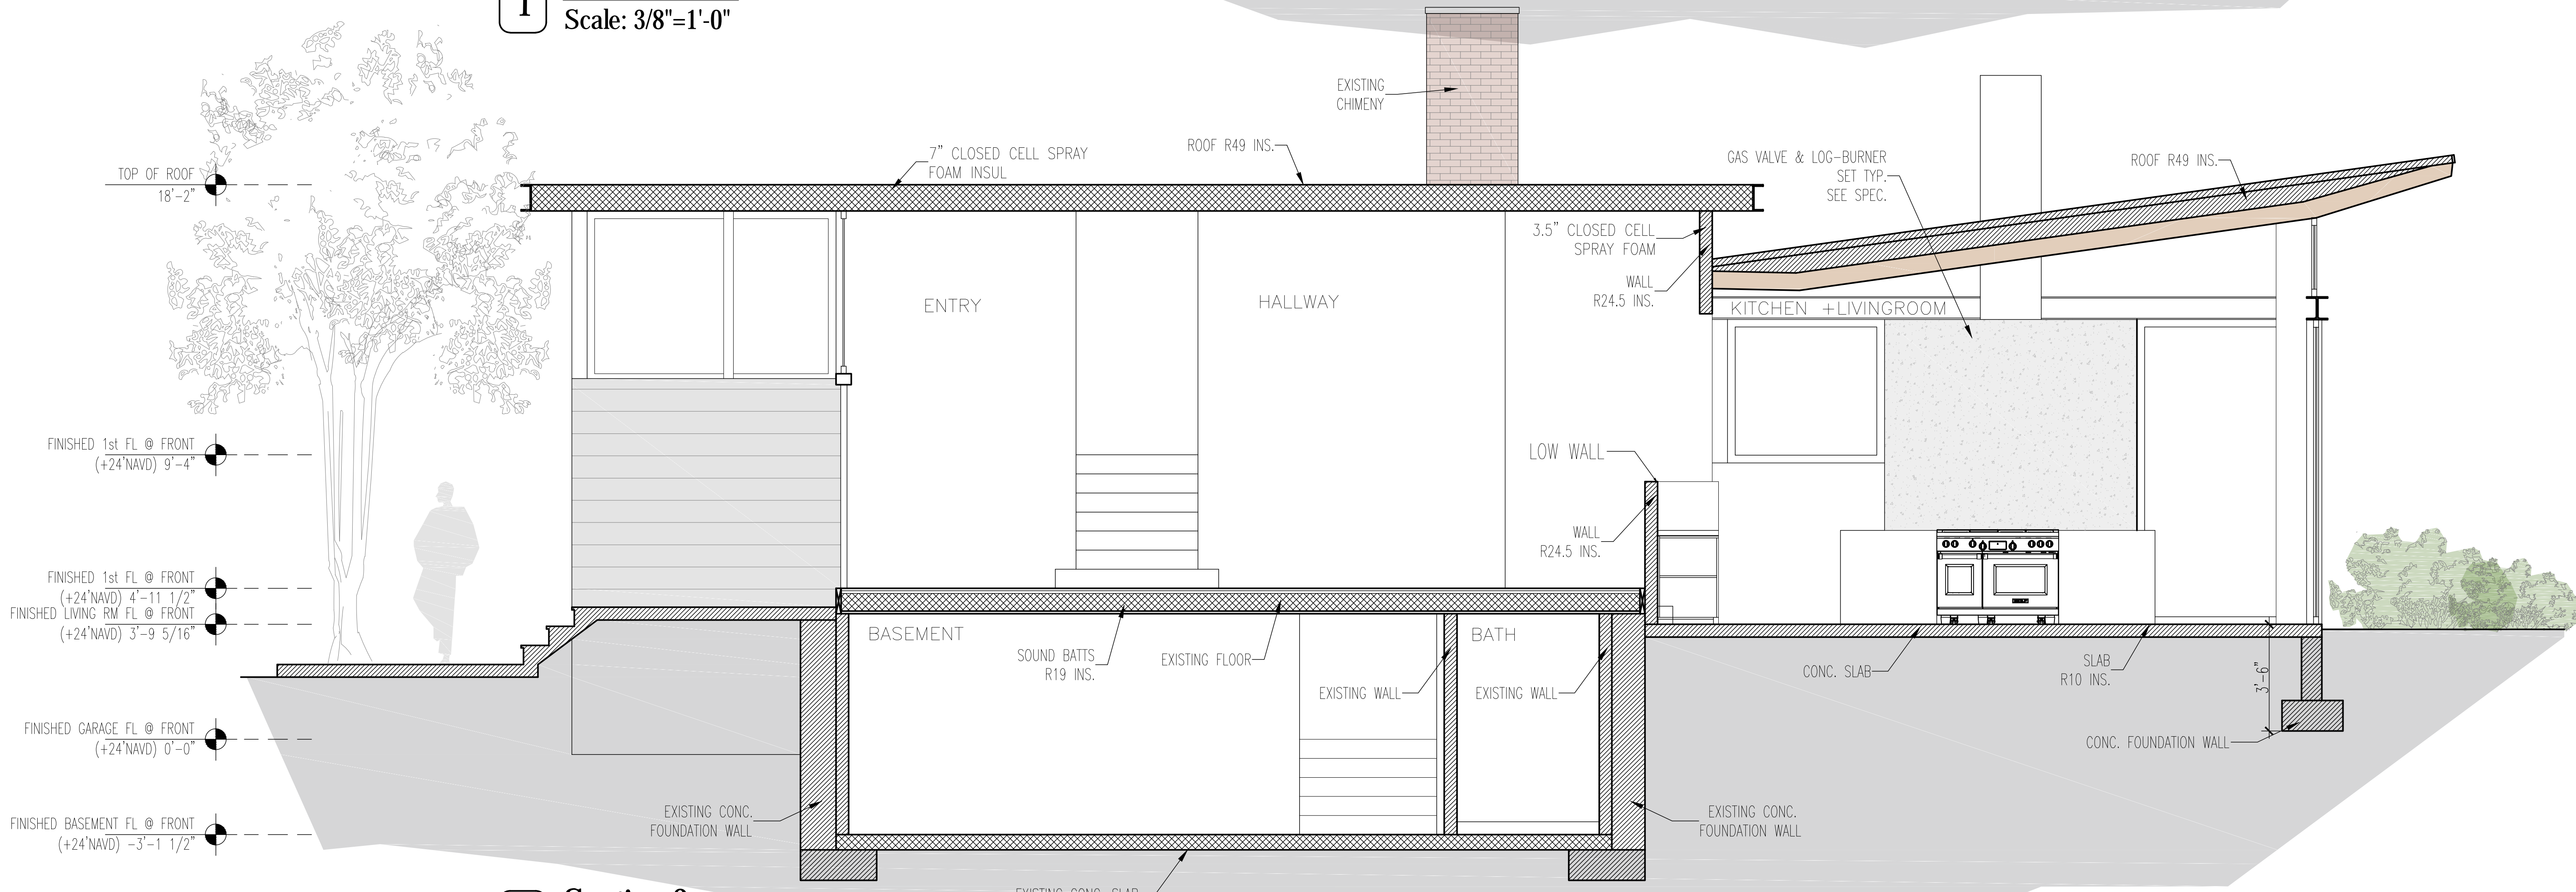 1
Scale: 3/8"=1'-0"
EXISTING
CHIMENY
7" CLOSED CELL SPRAY
FOAM INSUL
ROOF R49 INS.
GAS VALVE & LOG-BURNER
SET TYP.
SEE SPEC.
ROOF R49 INS.
TOP OF ROOF
18'-2"
3.5" CLOSED CELL
SPRAY FOAM
WALL
R24.5 INS.
ENTRY
HALLWAY
KITCHEN +LIVINGROOM
FINISHED 1st FL @ FRONT
(+24'NAVD) 9'-4"
LOW WALL
WALL
R24.5 INS.
FINISHED 1st FL @ FRONT
(+24'NAVD) 4'-11 1/2"
FINISHED LIVING RM FL @ FRONT
(+24'NAVD) 3'-9 5/16"
BASEMENT
BATH
SOUND BATTS
R19 INS.
EXISTING FLOOR
EXISTING WALL
EXISTING WALL
CONC. SLAB
SLAB
R10 INS.
3'-6"
FINISHED GARAGE FL @ FRONT
(+24'NAVD) 0'-0"
CONC. FOUNDATION WALL
EXISTING CONC.
FOUNDATION WALL
EXISTING CONC.
FOUNDATION WALL
FINISHED BASEMENT FL @ FRONT
(+24'NAVD) -3'-1 1/2"
EXISTING CONC. SLAB